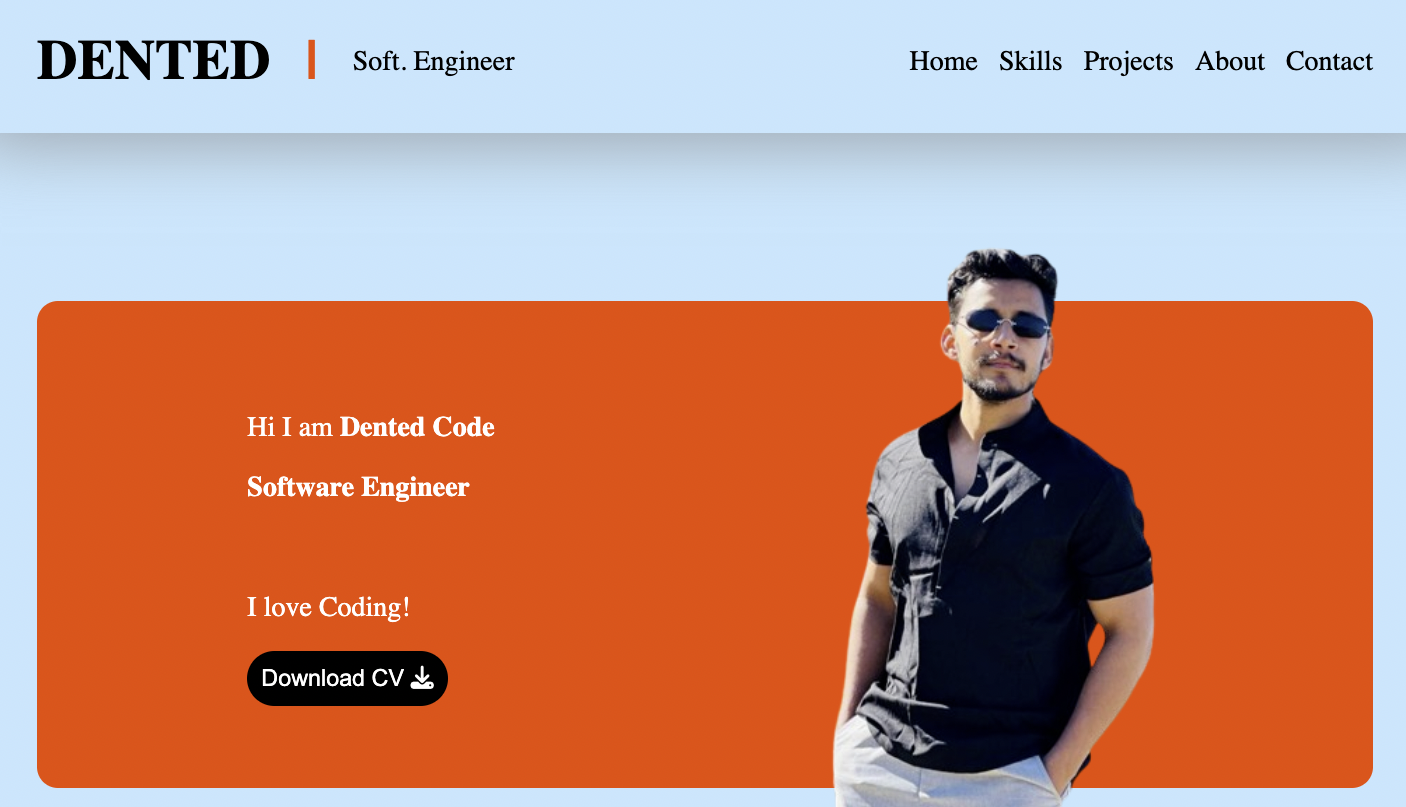 DENTED | Soft. Engineer Home Skills Projects About Contact
Hi I am Dented Code
Software Engineer
I love Coding!
Download CV